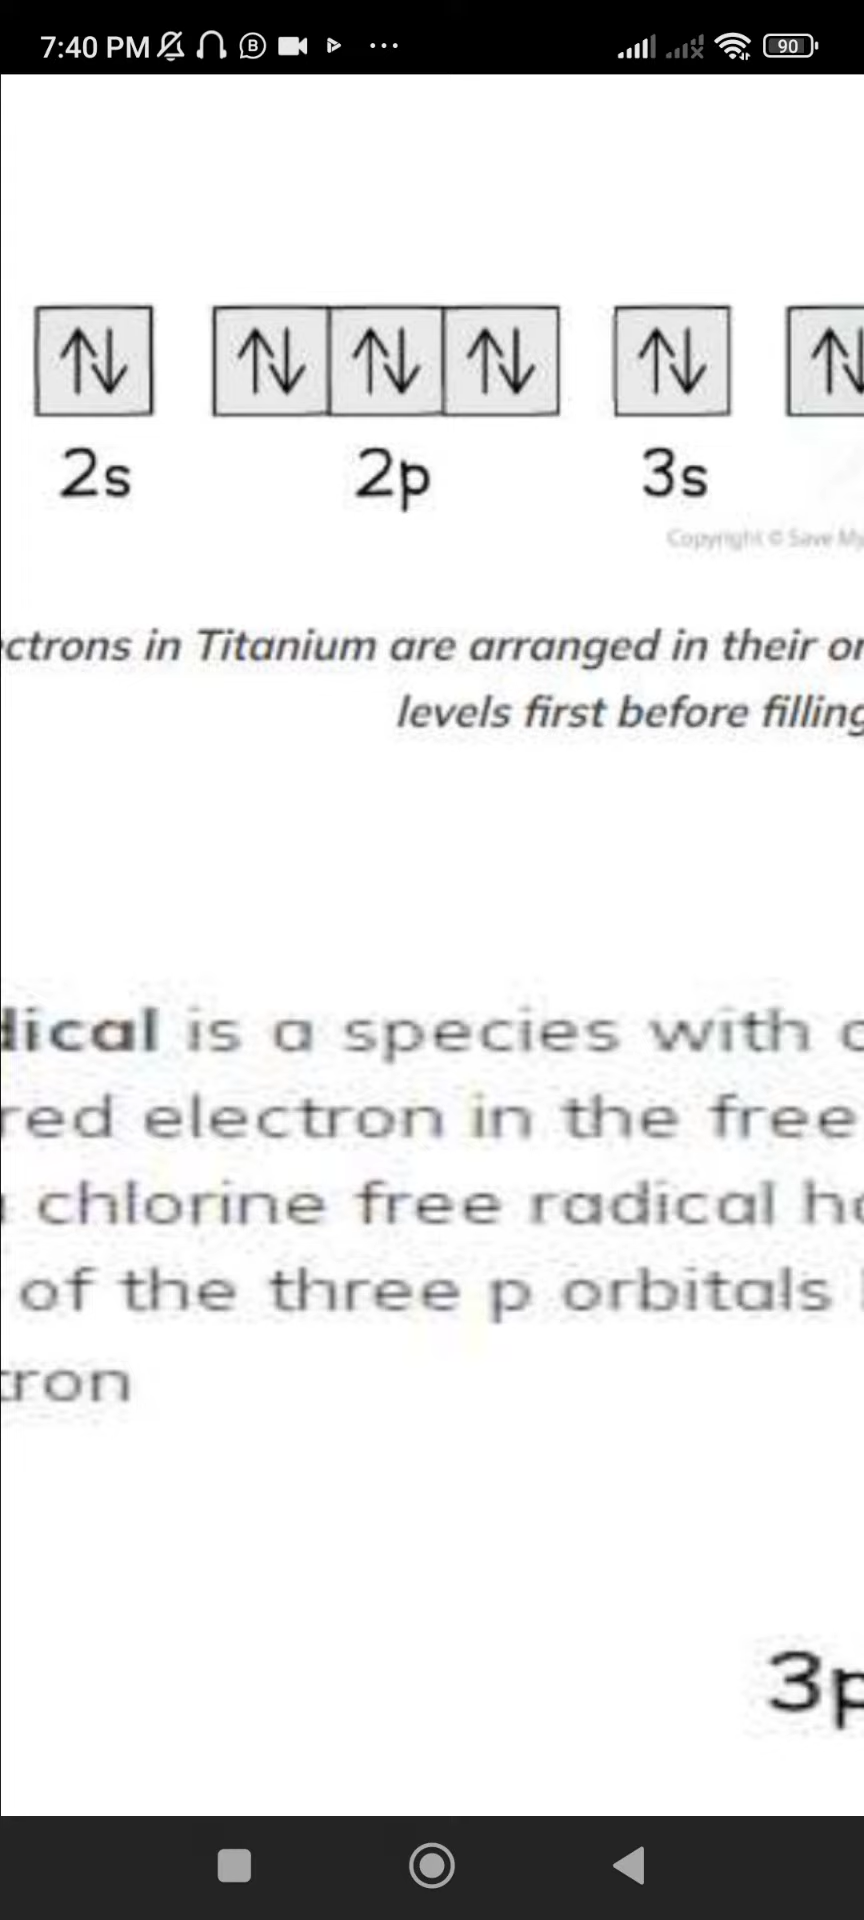 7:40 PM
90
2s 2p 3s
Copyright © Save My
ctrons in Titanium are arranged in their or
levels first before filling
dical is a species with
red electron in the free
chlorine free radical
of the three p orbitals
tron
3p